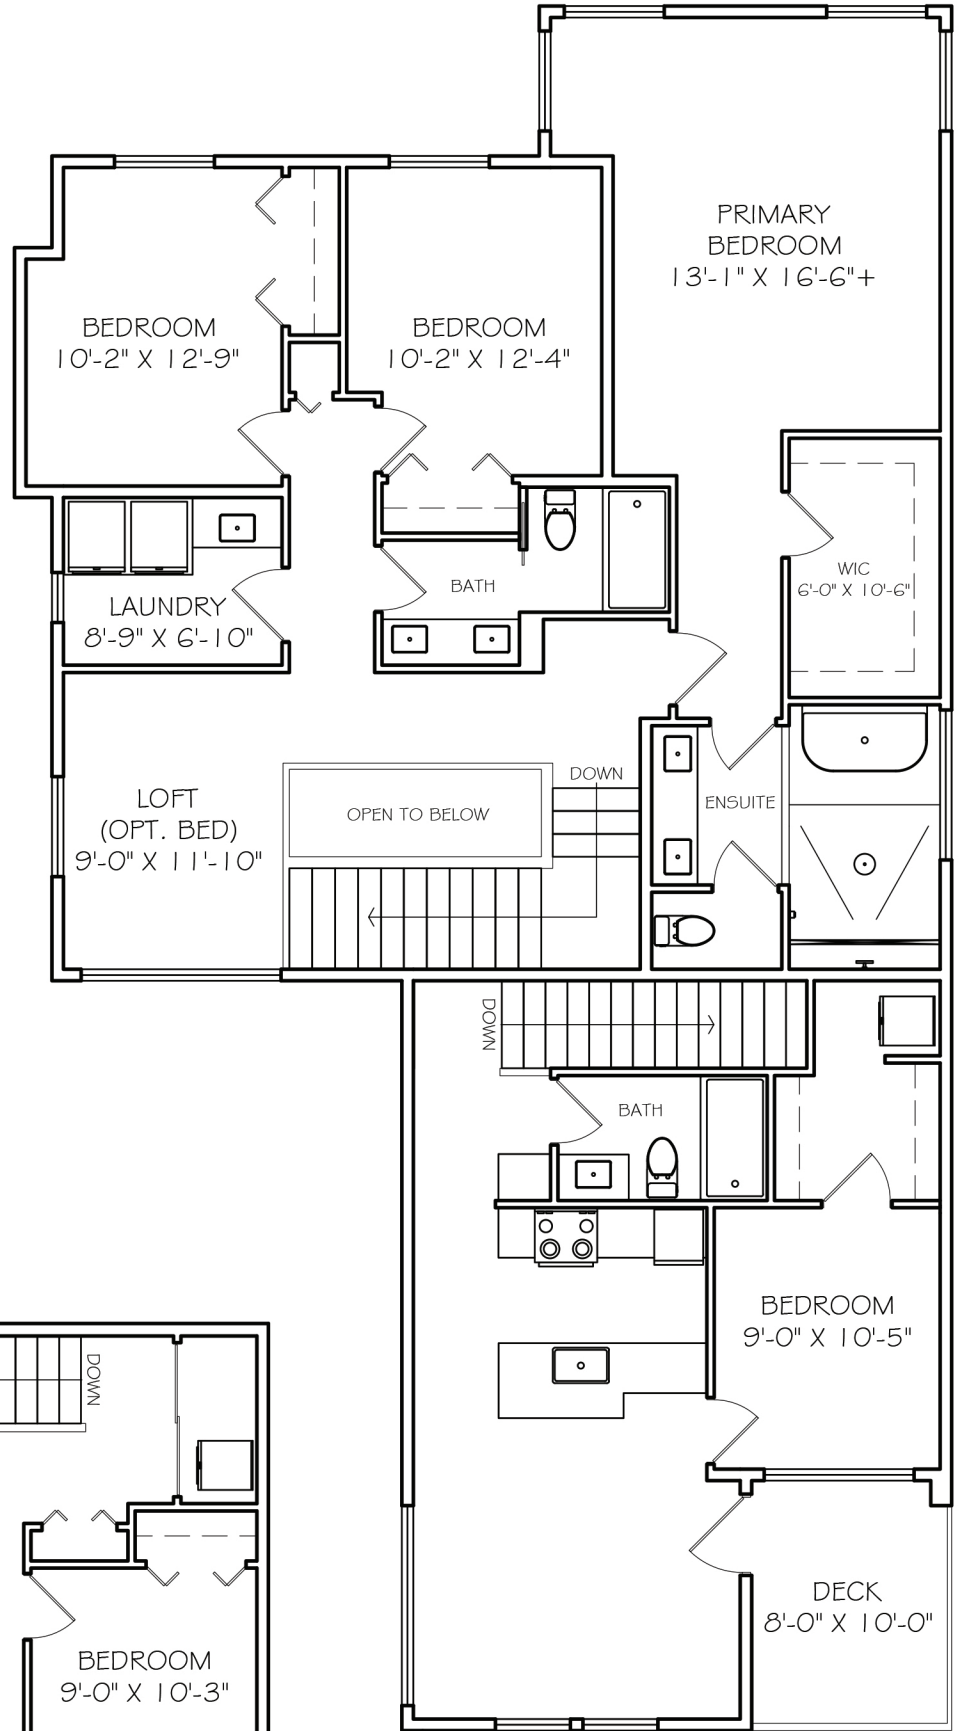 PRIMARY
BEDROOM
13'-1" X 16'-6"+
BEDROOM
10'-2" X 12'-9"
BEDROOM
10'-2" X 12'-4"
WIC
6'-0" X 10'-6"
BATH
LAUNDRY
8'-9" X 6'-10"
DOWN
LOFT
(OPT. BED)
9'-0" X 11'-10"
OPEN TO BELOW
ENSUITE
DOWN
BATH
BEDROOM
9'-0" X 10'-5"
DOWN
DECK
8'-0" X 10'-0"
BEDROOM
9'-0" X 10'-3"